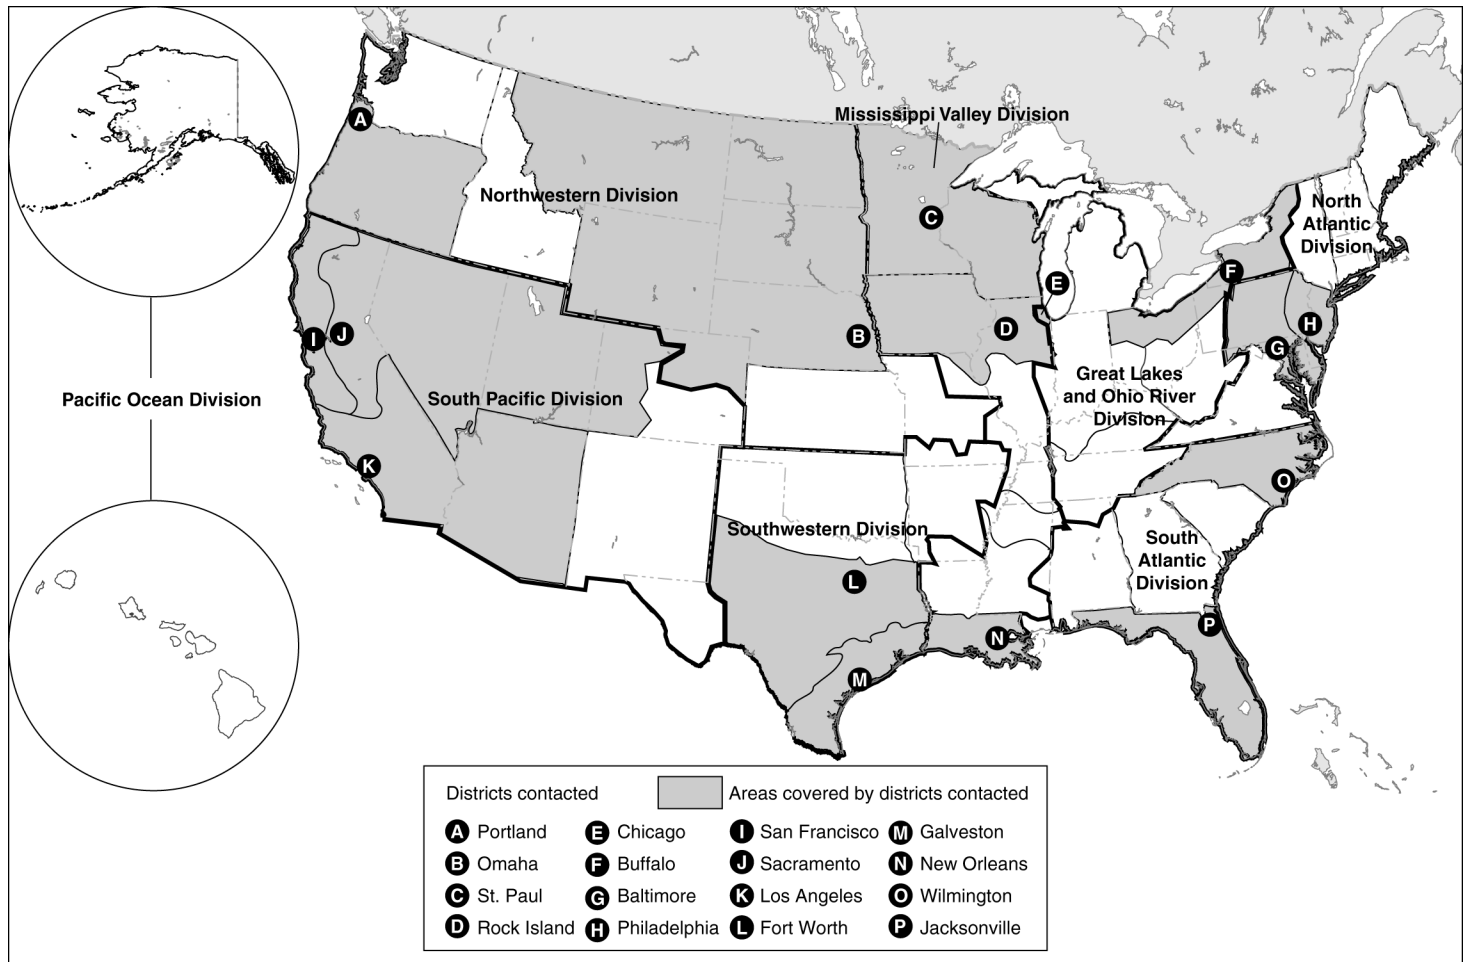 Mississippi Valley Division
A
Northwestern Division
C
North
Atlantic
Division
F
E
I
J
B
D
H
G
Pacific Ocean Division
South Pacific Division
Great Lakes
and Ohio River
Division
K
O
Southwestern Division
South
Atlantic
Division
L
P
N
M
Districts contacted
Areas covered by districts contacted
A Portland E Chicago I San Francisco M Galveston
B Omaha F Buffalo J Sacramento N New Orleans
C St. Paul G Baltimore K Los Angeles O Wilmington
D Rock Island H Philadelphia L Fort Worth P Jacksonville